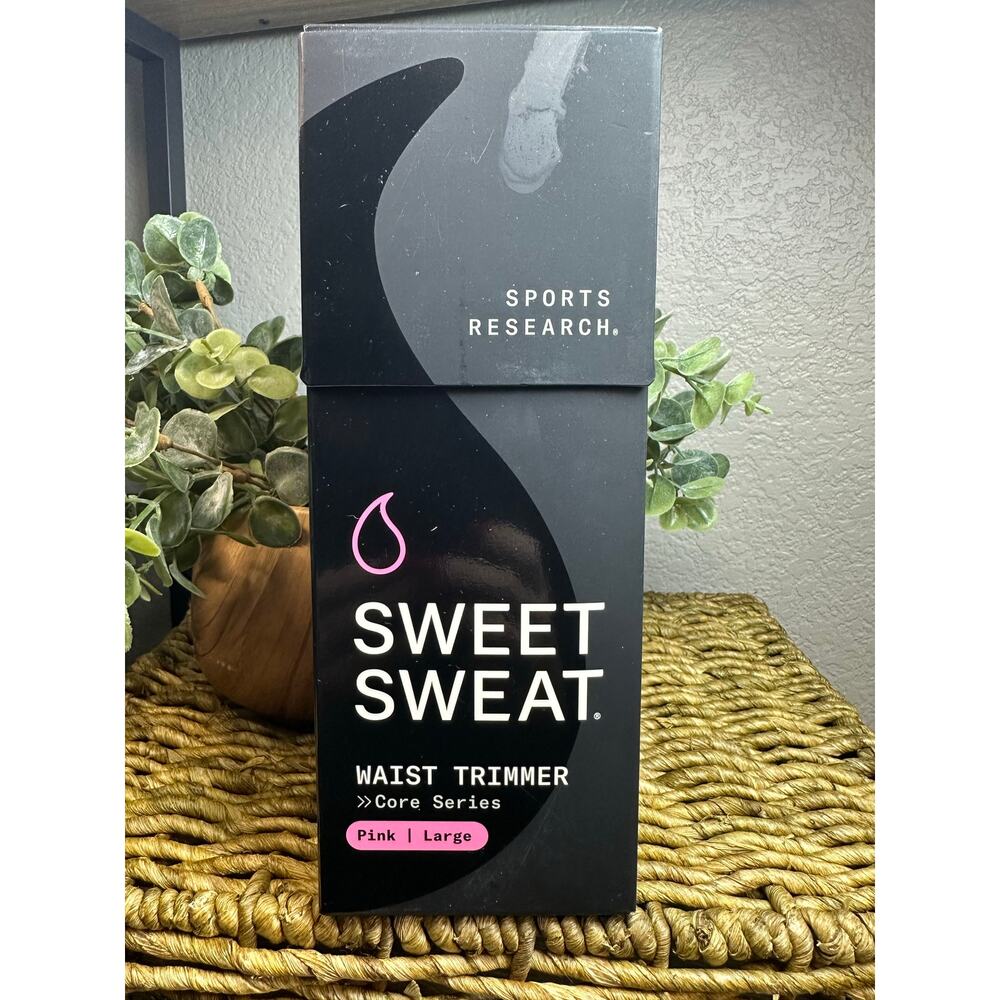 SPORTS
RESEARCH®
SWEET
SWEAT®
WAIST TRIMMER
»Core Series
Pink | Large